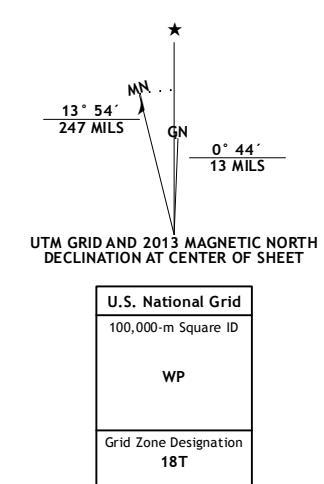 ★
MN
13° 54´
247 MILS
GN
0° 44´
13 MILS
UTM GRID AND 2013 MAGNETIC NORTH
DECLINATION AT CENTER OF SHEET
U.S. National Grid
100,000-m Square ID
WP
Grid Zone Designation
18T